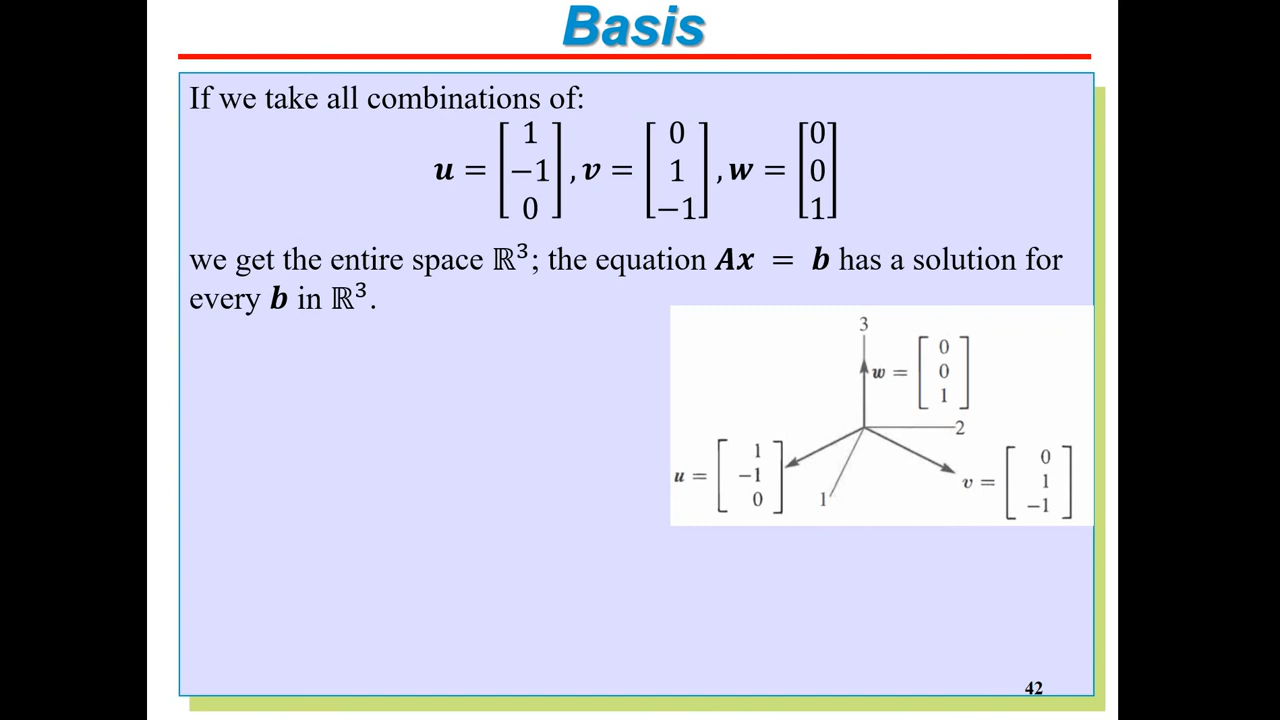 Basis
If we take all combinations of:
𝒖 = [1 −1 0], 𝒗 = [0 1 −1], 𝒘 = [0 0 1]
we get the entire space ℝ³; the equation 𝑨𝒙 = 𝒃 has a solution for
every 𝒃 in ℝ³.
3
w = [0 0 1]
2
u = [1 −1 0]
v = [0 1 −1]
1
42